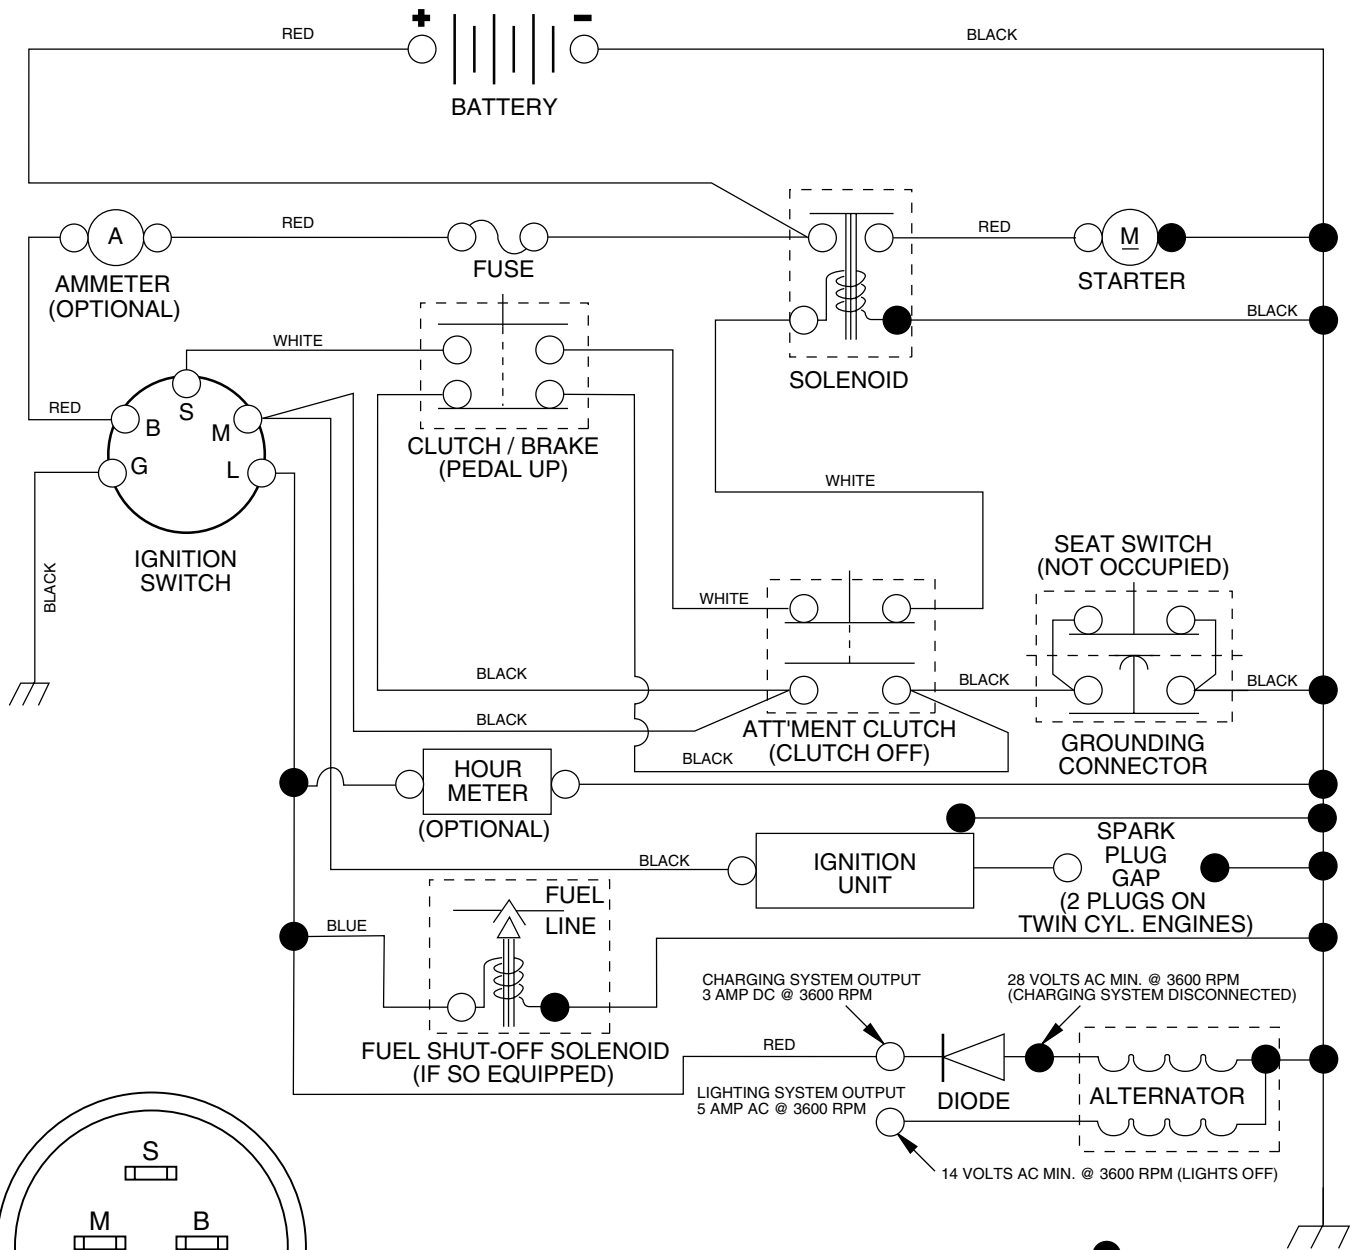 +
−
RED
BLACK
BATTERY
A
RED
RED
M
AMMETER
(OPTIONAL)
FUSE
STARTER
BLACK
WHITE
SOLENOID
RED
S
B
M
G
L
CLUTCH / BRAKE
(PEDAL UP)
WHITE
IGNITION
SWITCH
BLACK
SEAT SWITCH
(NOT OCCUPIED)
WHITE
BLACK
BLACK
BLACK
BLACK
ATT'MENT CLUTCH
(CLUTCH OFF)
GROUNDING
CONNECTOR
BLACK
HOUR
METER
(OPTIONAL)
SPARK
PLUG
GAP
(2 PLUGS ON
TWIN CYL. ENGINES)
BLACK
IGNITION
UNIT
FUEL
LINE
BLUE
CHARGING SYSTEM OUTPUT
3 AMP DC @ 3600 RPM
28 VOLTS AC MIN. @ 3600 RPM
(CHARGING SYSTEM DISCONNECTED)
FUEL SHUT-OFF SOLENOID
(IF SO EQUIPPED)
RED
LIGHTING SYSTEM OUTPUT
5 AMP AC @ 3600 RPM
DIODE
ALTERNATOR
14 VOLTS AC MIN. @ 3600 RPM (LIGHTS OFF)
S
M
B